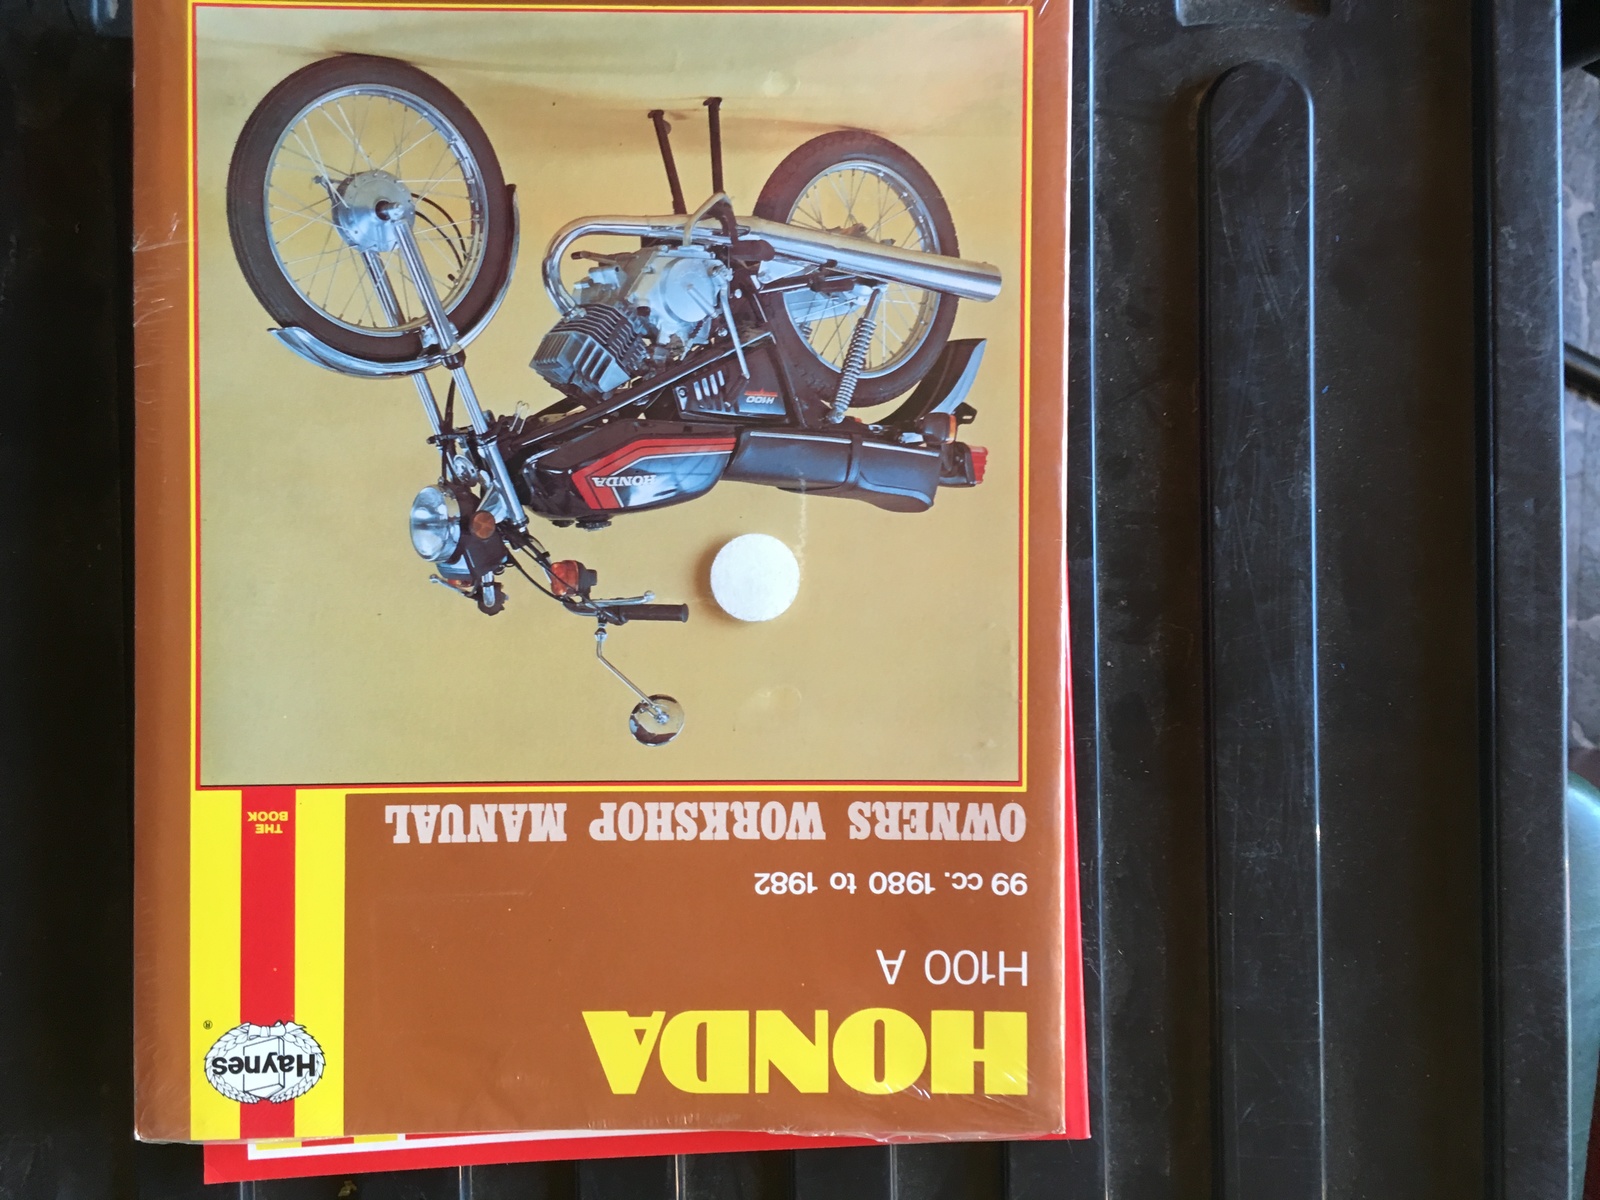 HONDA
H100 A
99 cc. 1980 to 1982
OWNERS WORKSHOP MANUAL
Haynes
®
THE
BOOK
HONDA
H100